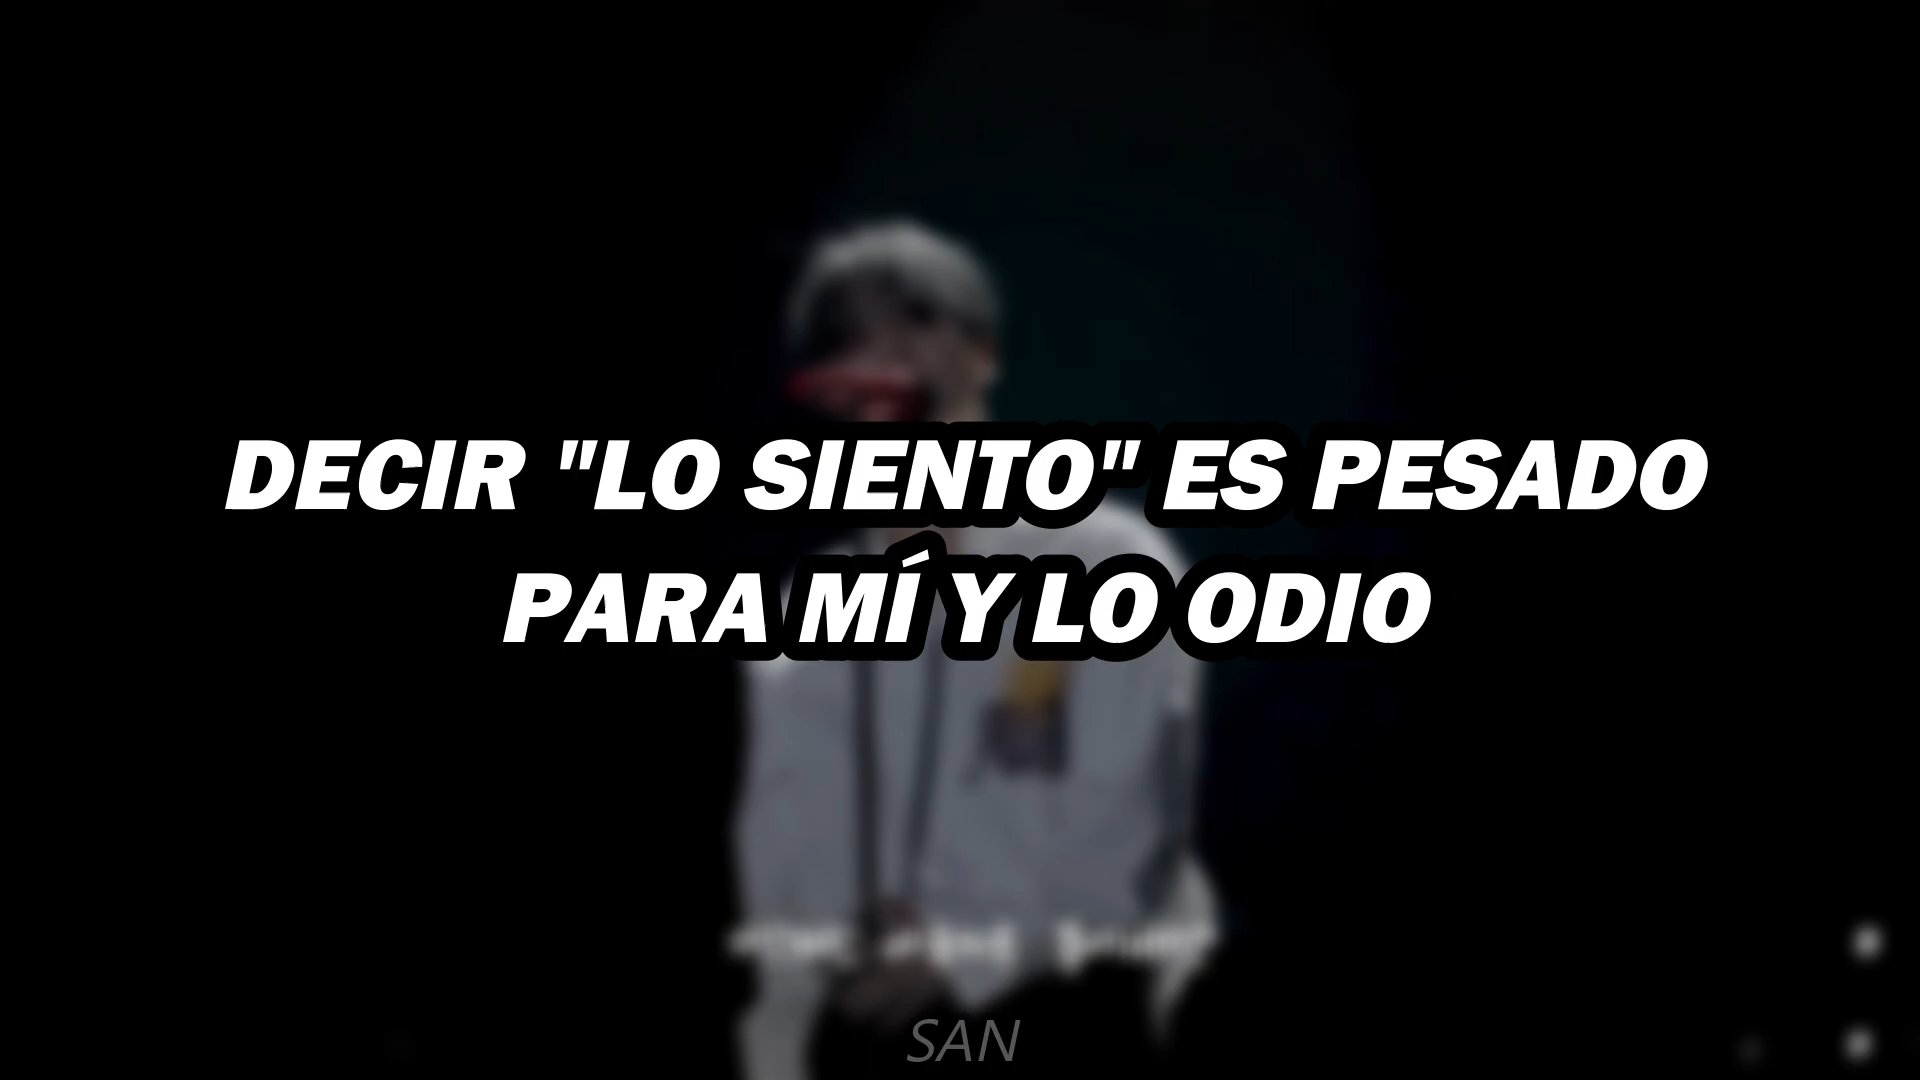 DECIR "LO SIENTO" ES PESADO
PARA MÍ Y LO ODIO
SAN